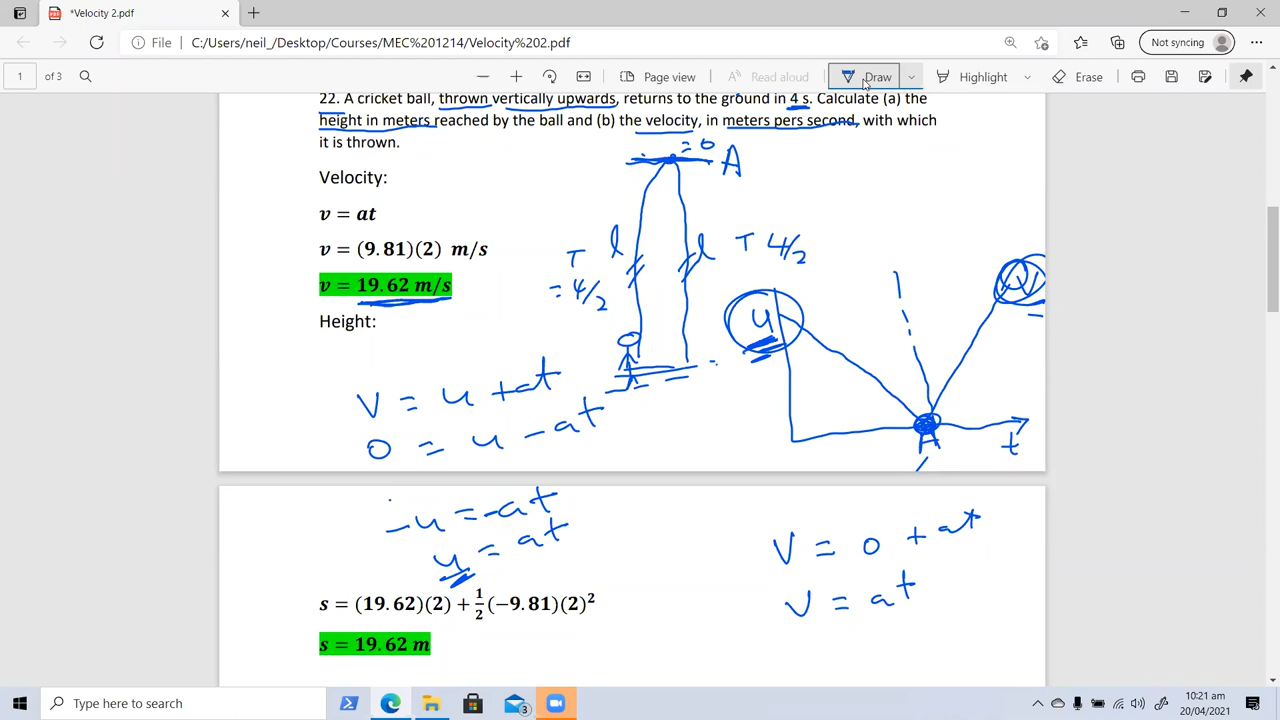 *Velocity 2.pdf
File C:/Users/neil_/Desktop/Courses/MEC%201214/Velocity%202.pdf
Not syncing
1 of 3 Page view Read aloud Draw Highlight Erase
22. A cricket ball, thrown vertically upwards, returns to the ground in 4 s. Calculate (a) the
height in meters reached by the ball and (b) the velocity, in meters pers second, with which
it is thrown.
= 0 A
Velocity:
v = at
v = (9.81)(2) m/s
v = 19.62 m/s
l l T 4/2
T
= 4/2
Height:
u
A
t
v = u + at
0 = u - at
-u = -at
u = at
v = 0 + at
v = at
s = (19.62)(2) + 1/2 (-9.81)(2)²
s = 19.62 m
Type here to search
3
10:21 am
20/04/2021